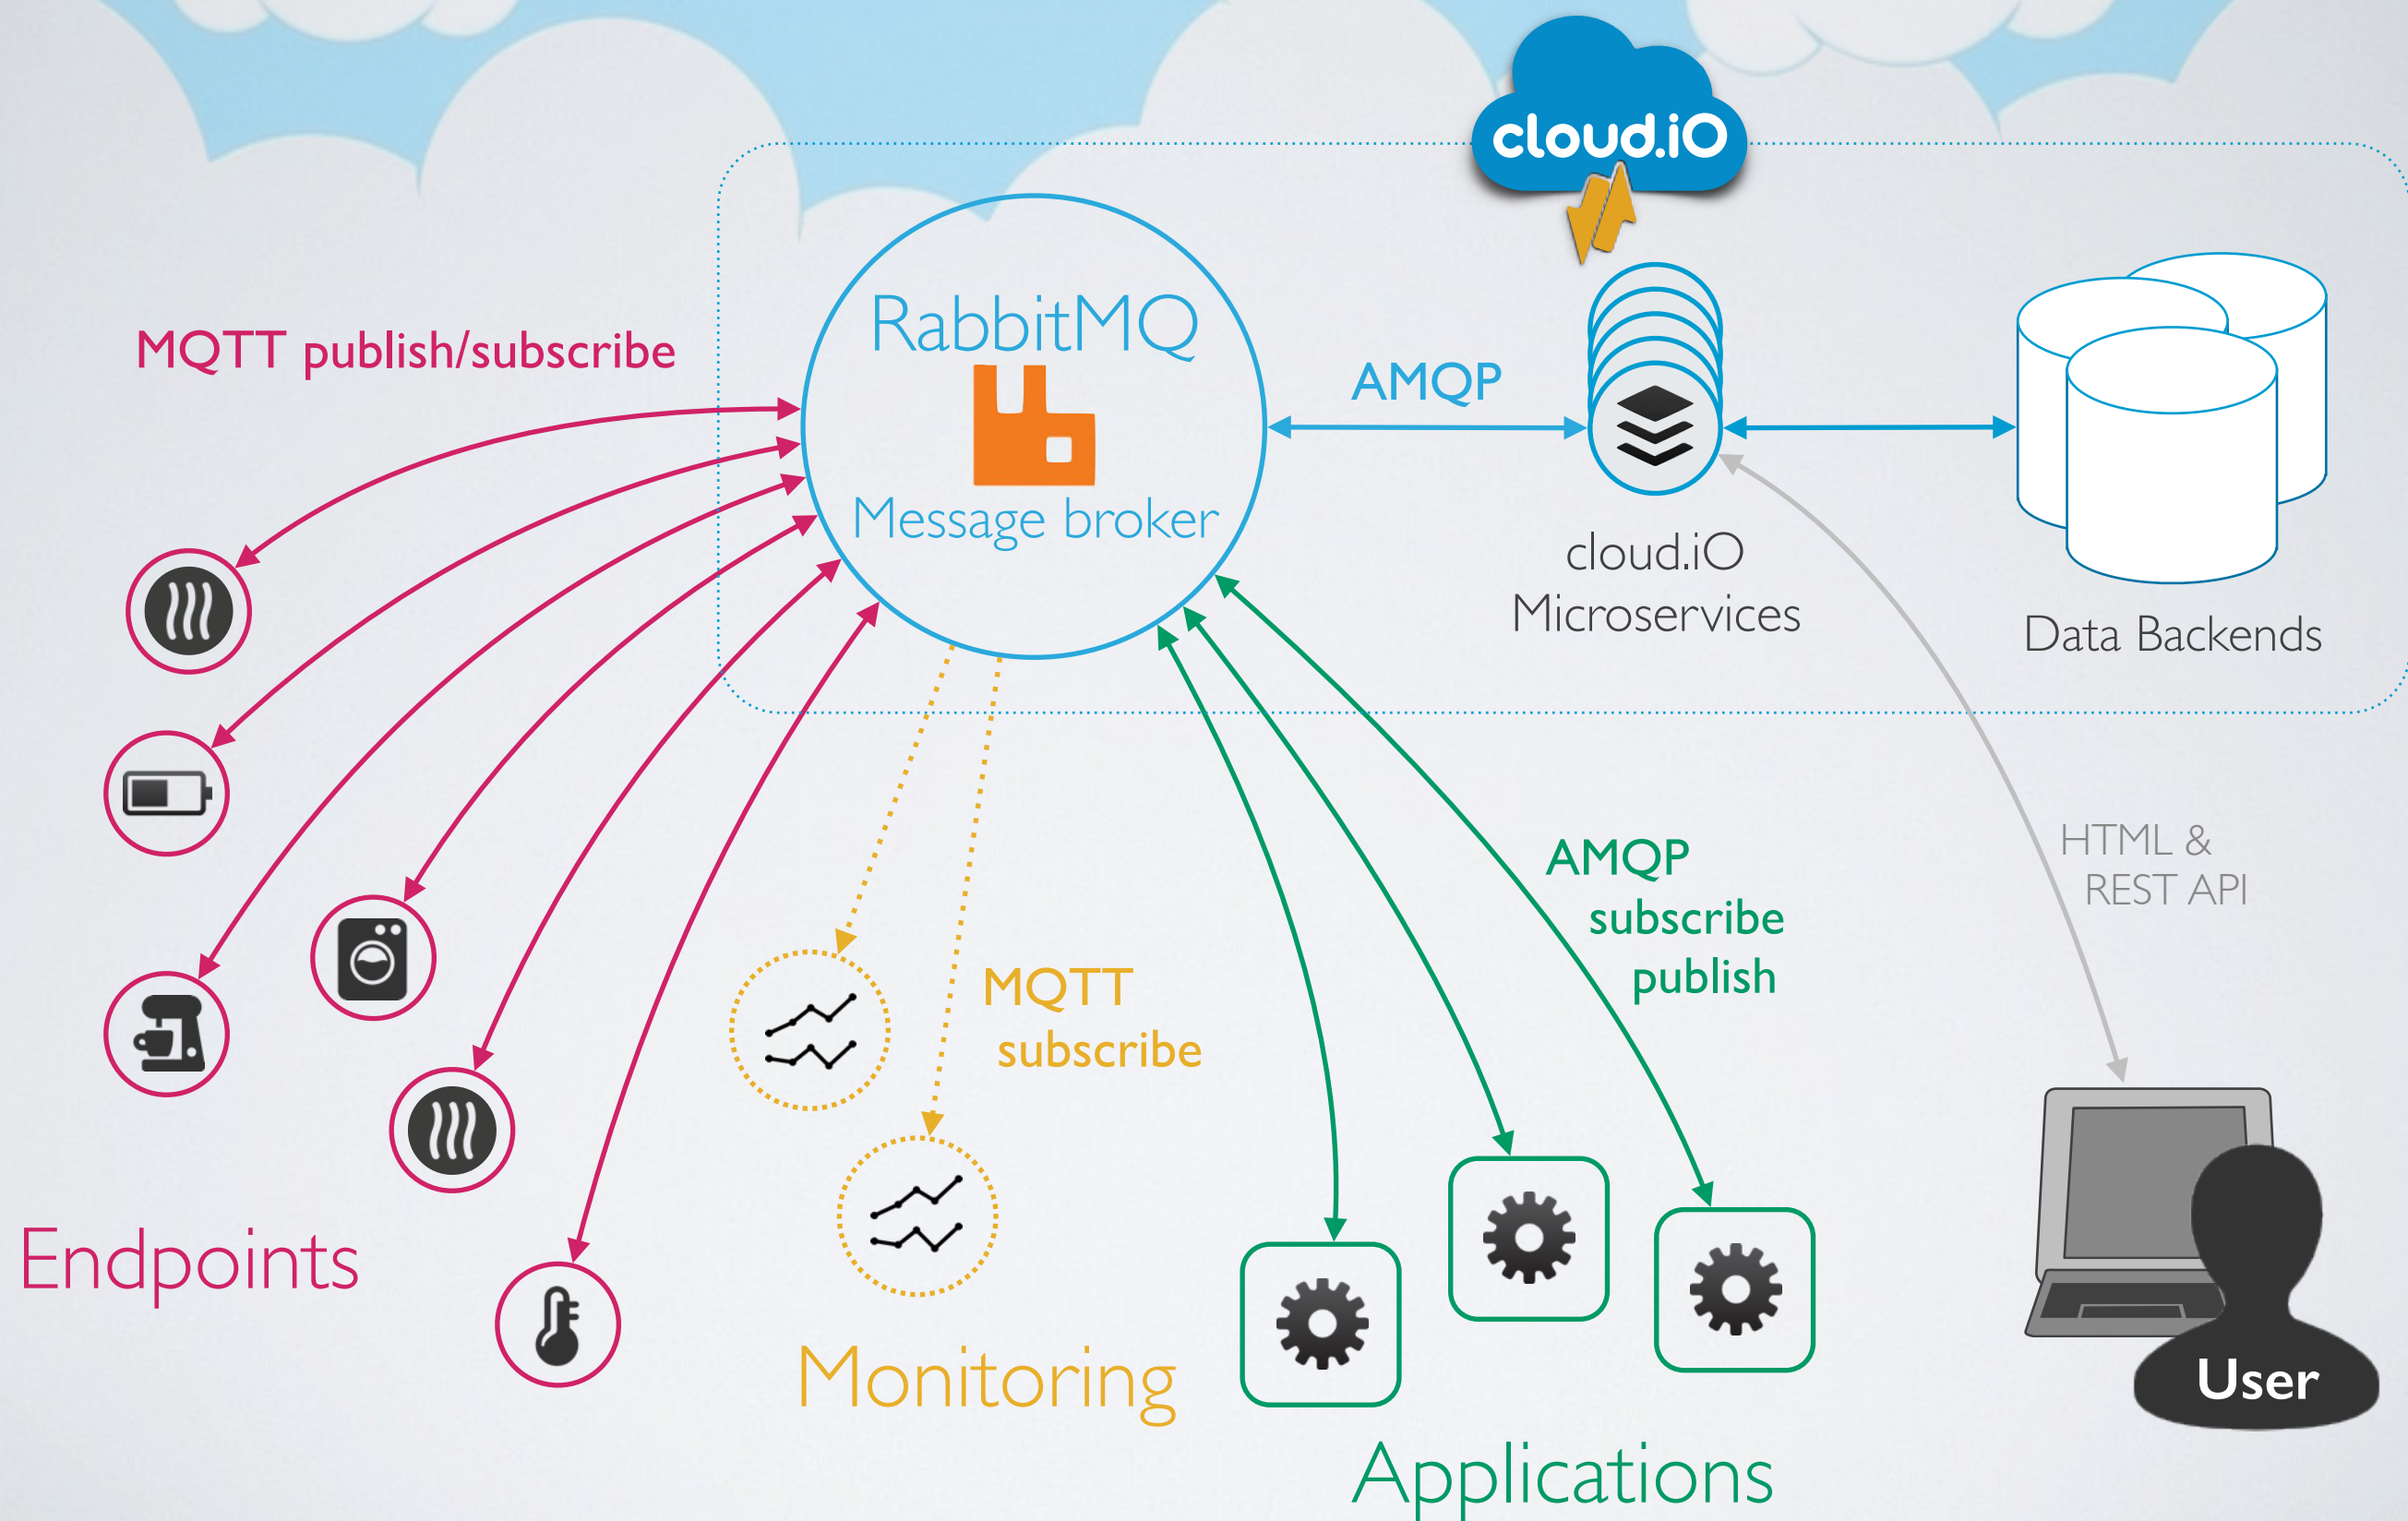 cloud.iO
RabbitMQ
Message broker
MQTT publish/subscribe
AMQP
cloud.iO
Microservices
Data Backends
HTML &
REST API
AMQP
subscribe
publish
MQTT
subscribe
Endpoints
Monitoring
Applications
User